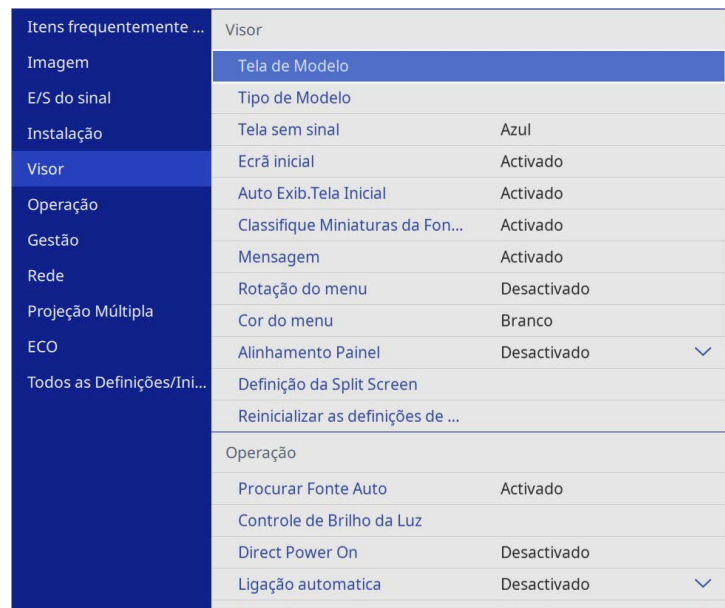 Itens frequentemente ...
Imagem
E/S do sinal
Instalação
Visor
Operação
Gestão
Rede
Projeção Múltipla
ECO
Todos as Definições/Ini...
Visor
Tela de Modelo
Tipo de Modelo
Tela sem sinal Azul
Ecrã inicial Activado
Auto Exib.Tela Inicial Activado
Classifique Miniaturas da Fon... Activado
Mensagem Activado
Rotação do menu Desactivado
Cor do menu Branco
Alinhamento Painel Desactivado
Definição da Split Screen
Reinicializar as definições de ...
Operação
Procurar Fonte Auto Activado
Controle de Brilho da Luz
Direct Power On Desactivado
Ligação automatica Desactivado